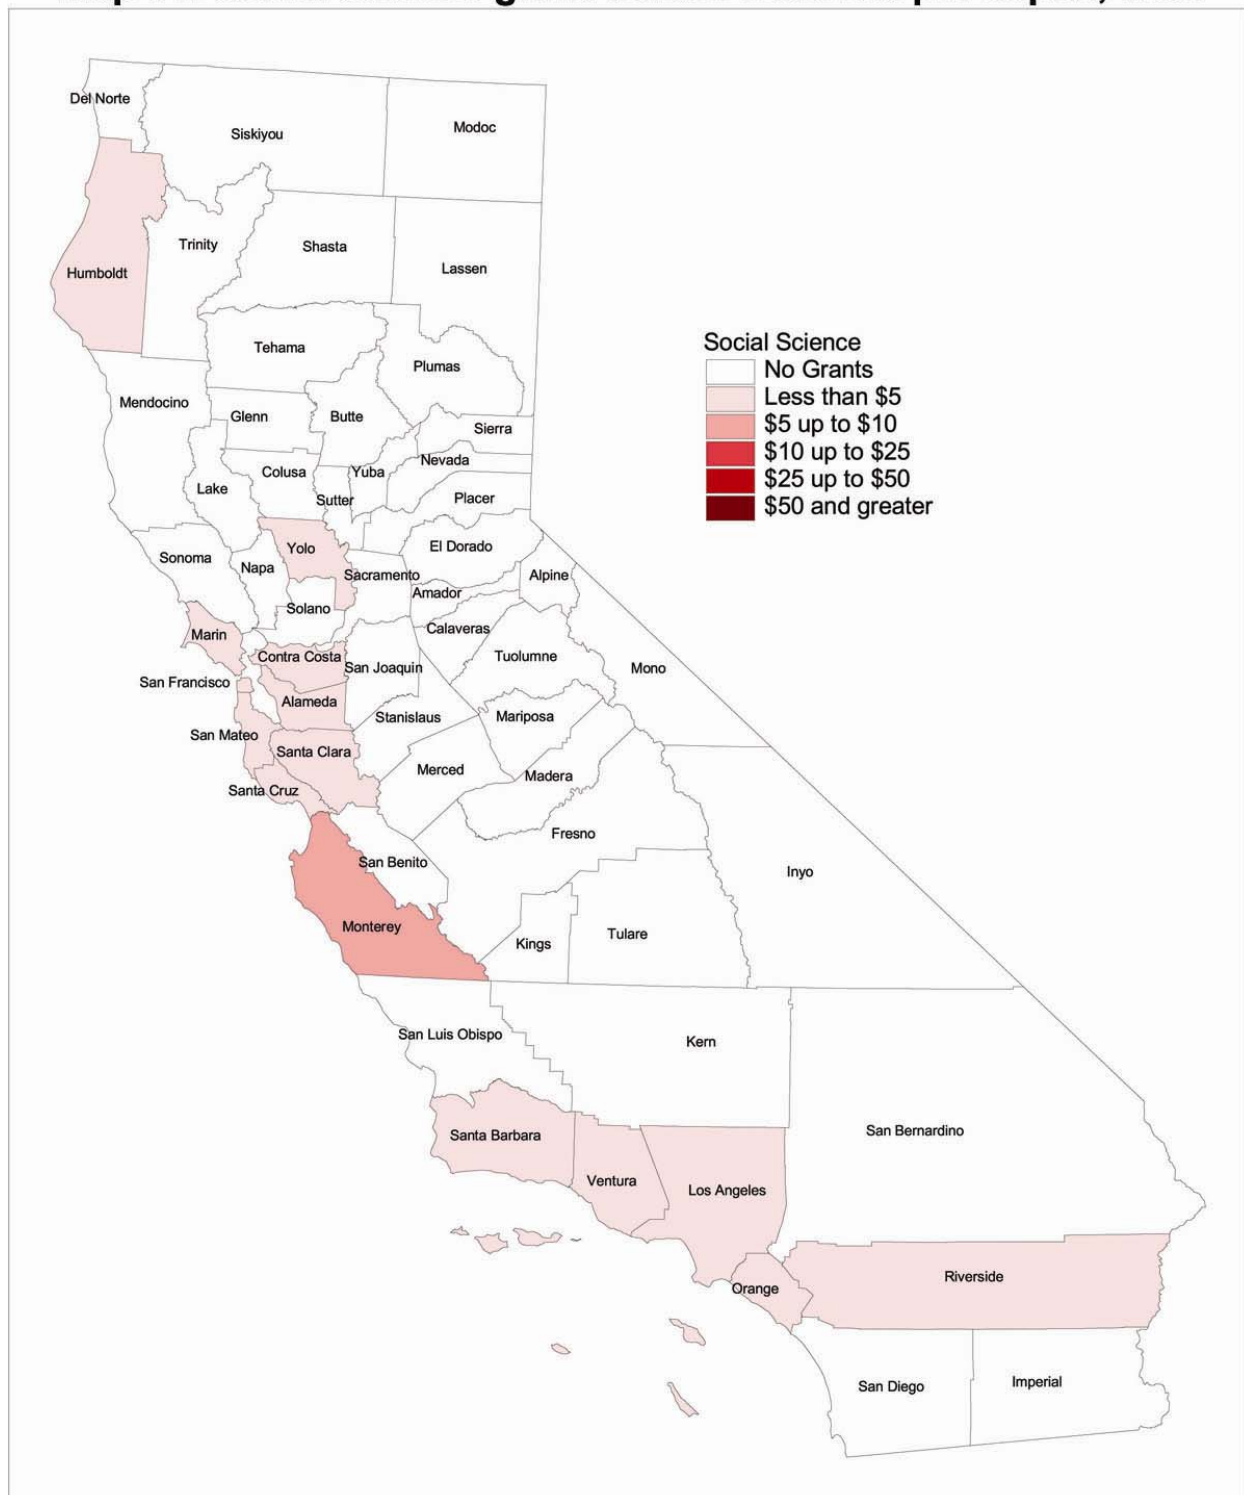 Del Norte
Siskiyou
Modoc
Trinity
Shasta
Lassen
Humboldt
Tehama
Plumas
Mendocino
Glenn
Butte
Sierra
Nevada
Colusa
Yuba
Lake
Sutter
Placer
Yolo
El Dorado
Sonoma
Napa
Sacramento
Alpine
Amador
Solano
Calaveras
Marin
Contra Costa
San Joaquin
Tuolumne
Mono
San Francisco
Alameda
Stanislaus
Mariposa
San Mateo
Santa Clara
Merced
Madera
Santa Cruz
Fresno
San Benito
Inyo
Monterey
Kings
Tulare
San Luis Obispo
Kern
Santa Barbara
San Bernardino
Ventura
Los Angeles
Orange
Riverside
San Diego
Imperial
Social Science
No Grants
Less than $5
$5 up to $10
$10 up to $25
$25 up to $50
$50 and greater